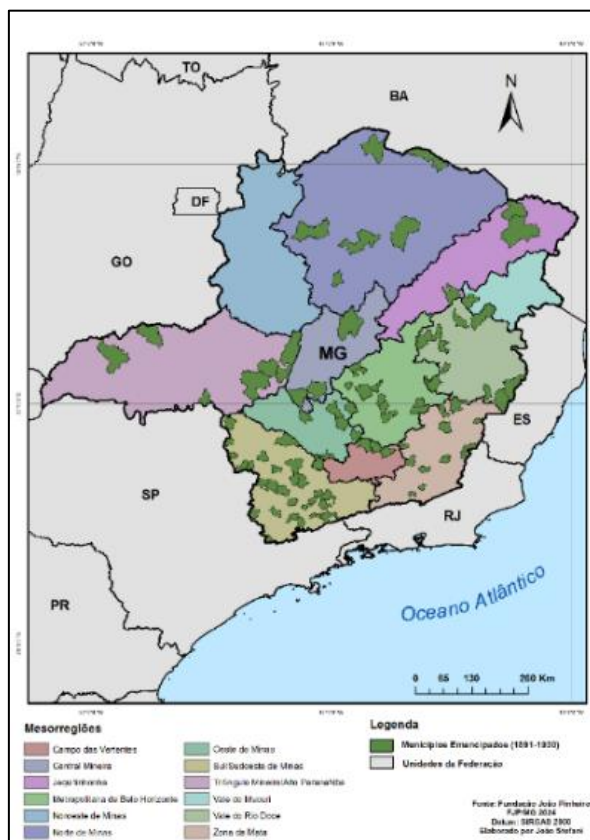 TO
BA
N
DF
GO
MG
ES
SP
RJ
PR
Oceano Atlântico
0 65 130 260 Km
Mesorregiões
Campo das Vertentes
Central Mineira
Jequitinhonha
Metropolitana de Belo Horizonte
Noroeste de Minas
Norte de Minas
Oeste de Minas
Sul/Sudoeste de Minas
Triângulo Mineiro/Alto Paranaíba
Vale do Mucuri
Vale do Rio Doce
Zona da Mata
Legenda
Municípios Emancipados (1891-1930)
Unidades da Federação
Fonte: Fundação João Pinheiro
FJP/MG 2024
Datum: SIRGAS 2000
Elaborado por João Stefani